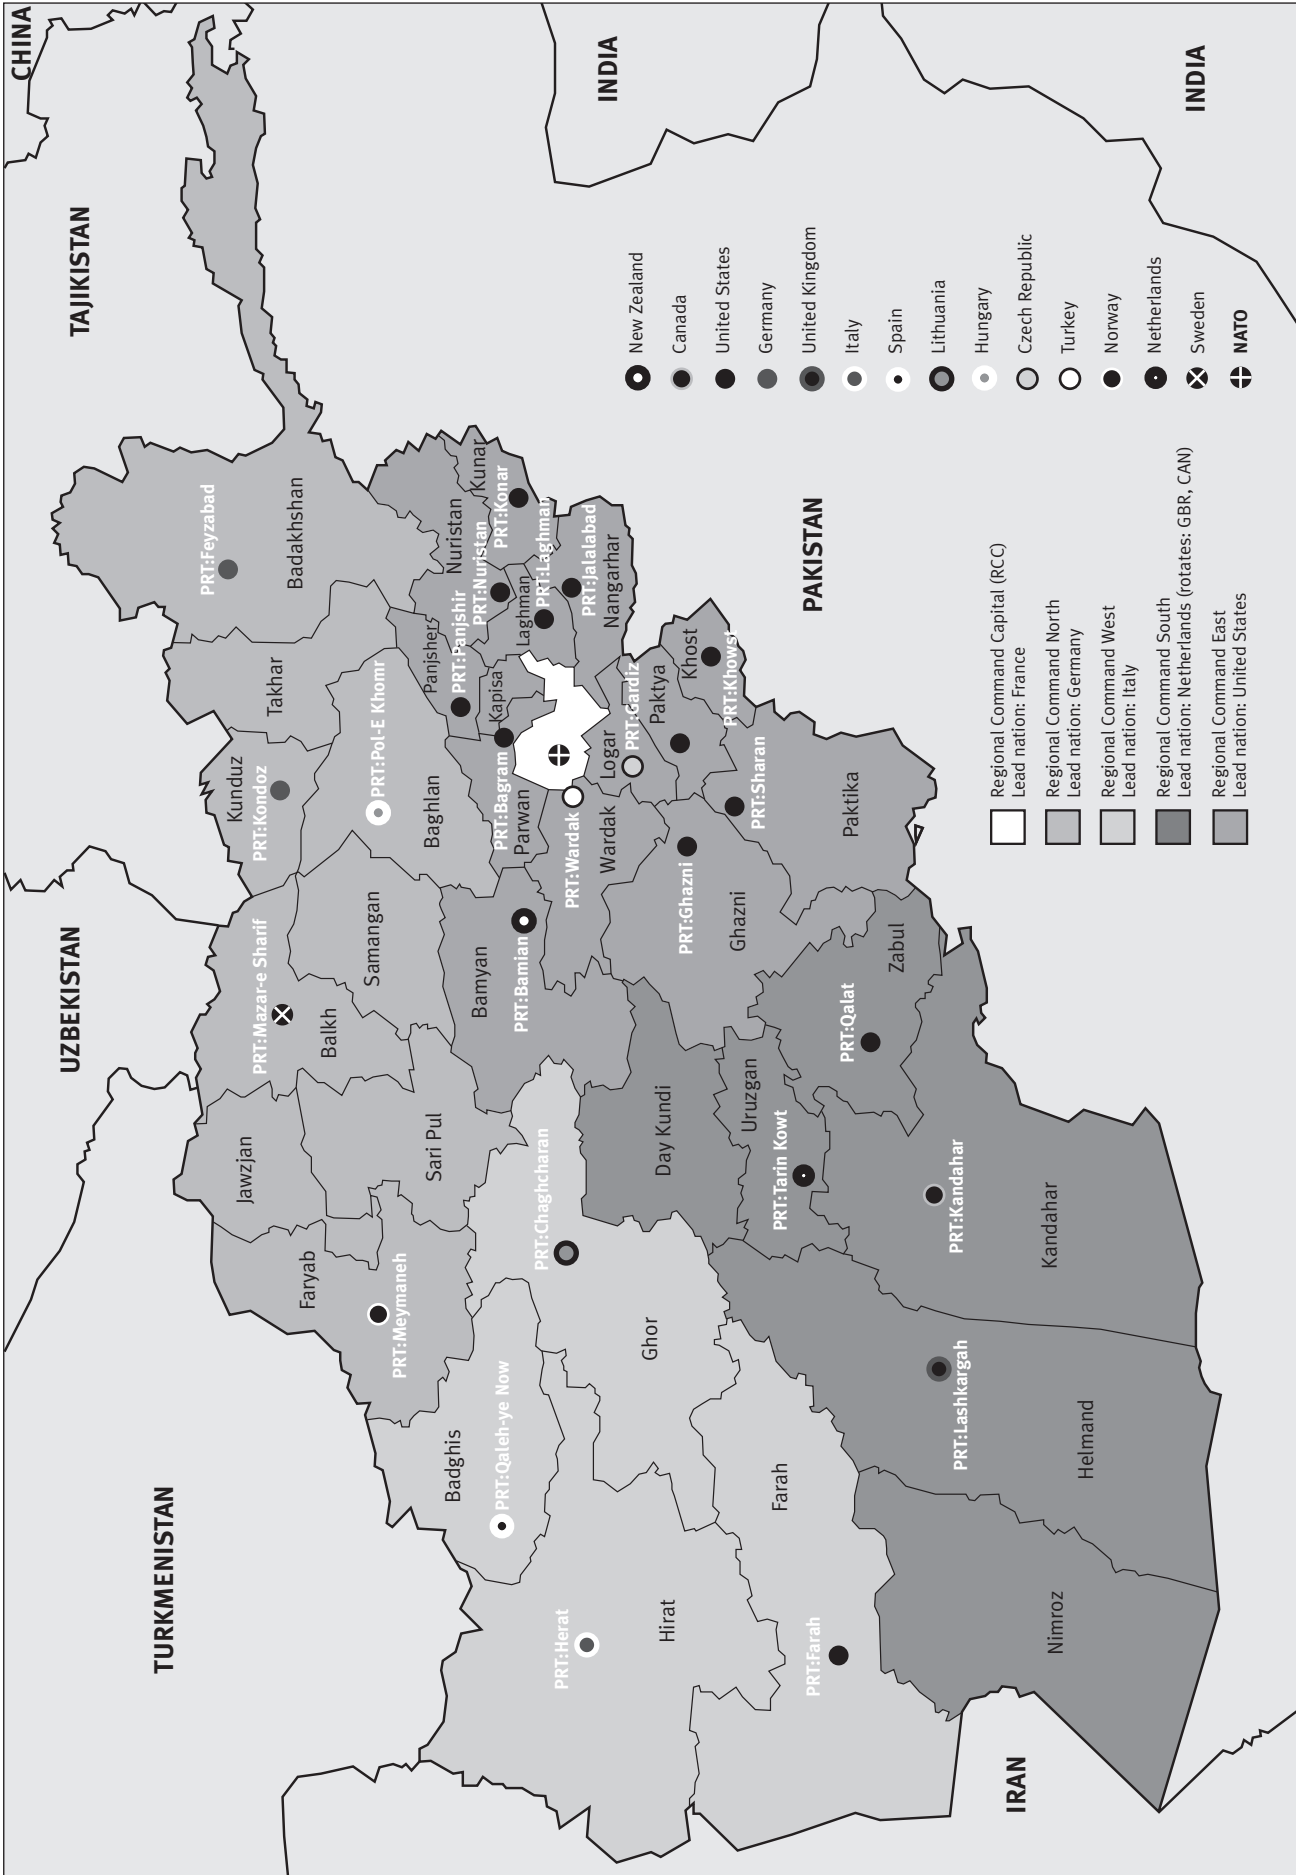 CHINA
TAJIKISTAN
UZBEKISTAN
TURKMENISTAN
INDIA
INDIA
PAKISTAN
IRAN
PRT:Feyzabad
Badakhshan
Takhar
Kunduz
PRT:Kondoz
PRT:Pol-E Khomr
Baghlan
PRT:Mazar-e Sharif
Balkh
Samangan
Jawzjan
Sari Pul
Faryab
PRT:Meymaneh
Badghis
PRT:Qaleh-ye Now
PRT:Herat
Hirat
PRT:Chaghcharan
Ghor
PRT:Farah
Farah
Nuristan
PRT:Nuristan
Kunar
PRT:Konar
Laghman
PRT:Laghman
PRT:Jalalabad
Nangarhar
Panjsher
PRT:Panjshir
Kapisa
PRT:Bagram
Parwan
Bamyan
PRT:Bamian
PRT:Wardak
Wardak
Logar
PRT:Gardiz
Paktya
Khost
PRT:Khowst
PRT:Sharan
Paktika
PRT:Ghazni
Ghazni
Day Kundi
Uruzgan
PRT:Tarin Kowt
Zabul
PRT:Qalat
PRT:Kandahar
Kandahar
PRT:Lashkargah
Helmand
Nimroz
New Zealand
Canada
United States
Germany
United Kingdom
Italy
Spain
Lithuania
Hungary
Czech Republic
Turkey
Norway
Netherlands
Sweden
NATO
Regional Command Capital (RCC)
Lead nation: France
Regional Command North
Lead nation: Germany
Regional Command West
Lead nation: Italy
Regional Command South
Lead nation: Netherlands (rotates: GBR, CAN)
Regional Command East
Lead nation: United States